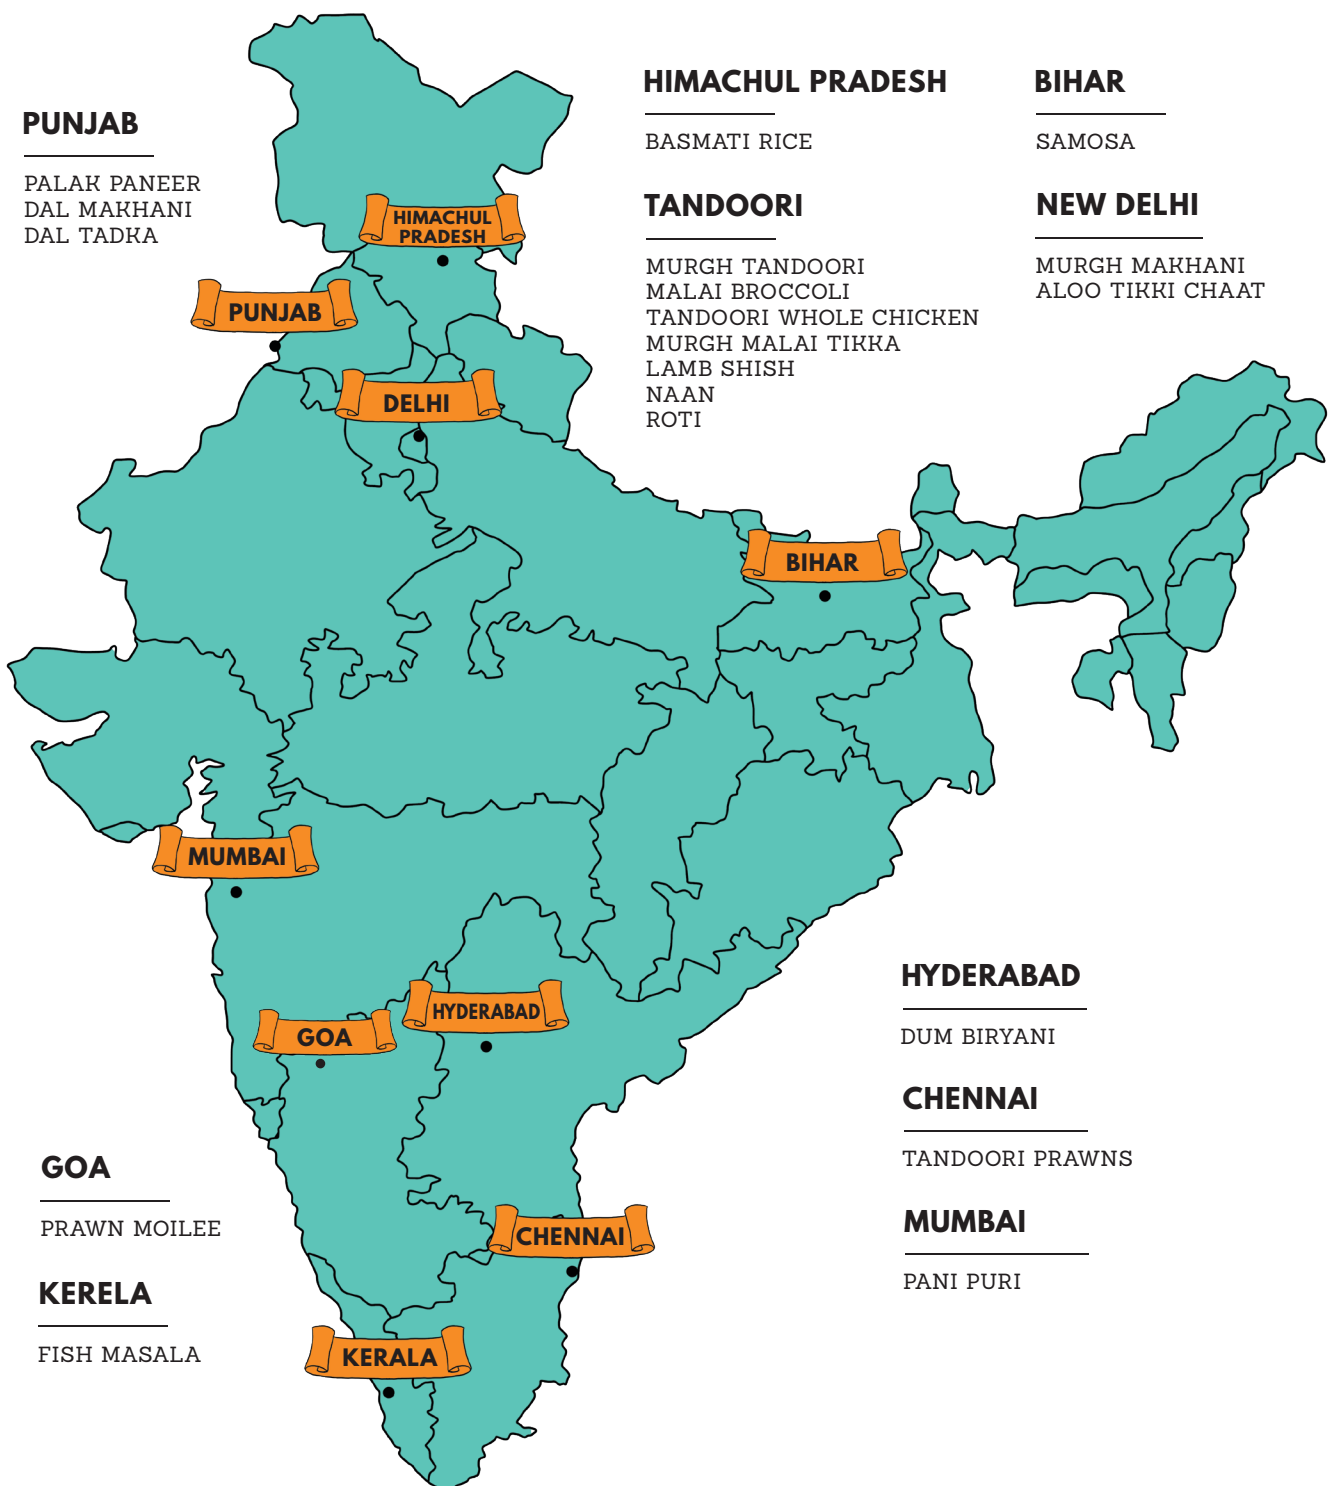 PUNJAB
PALAK PANEER
DAL MAKHANI
DAL TADKA
HIMACHUL PRADESH
BASMATI RICE
TANDOORI
MURGH TANDOORI
MALAI BROCCOLI
TANDOORI WHOLE CHICKEN
MURGH MALAI TIKKA
LAMB SHISH
NAAN
ROTI
BIHAR
SAMOSA
NEW DELHI
MURGH MAKHANI
ALOO TIKKI CHAAT
HIMACHUL
PRADESH
PUNJAB
DELHI
BIHAR
MUMBAI
HYDERABAD
GOA
CHENNAI
KERALA
GOA
PRAWN MOILEE
KERELA
FISH MASALA
HYDERABAD
DUM BIRYANI
CHENNAI
TANDOORI PRAWNS
MUMBAI
PANI PURI